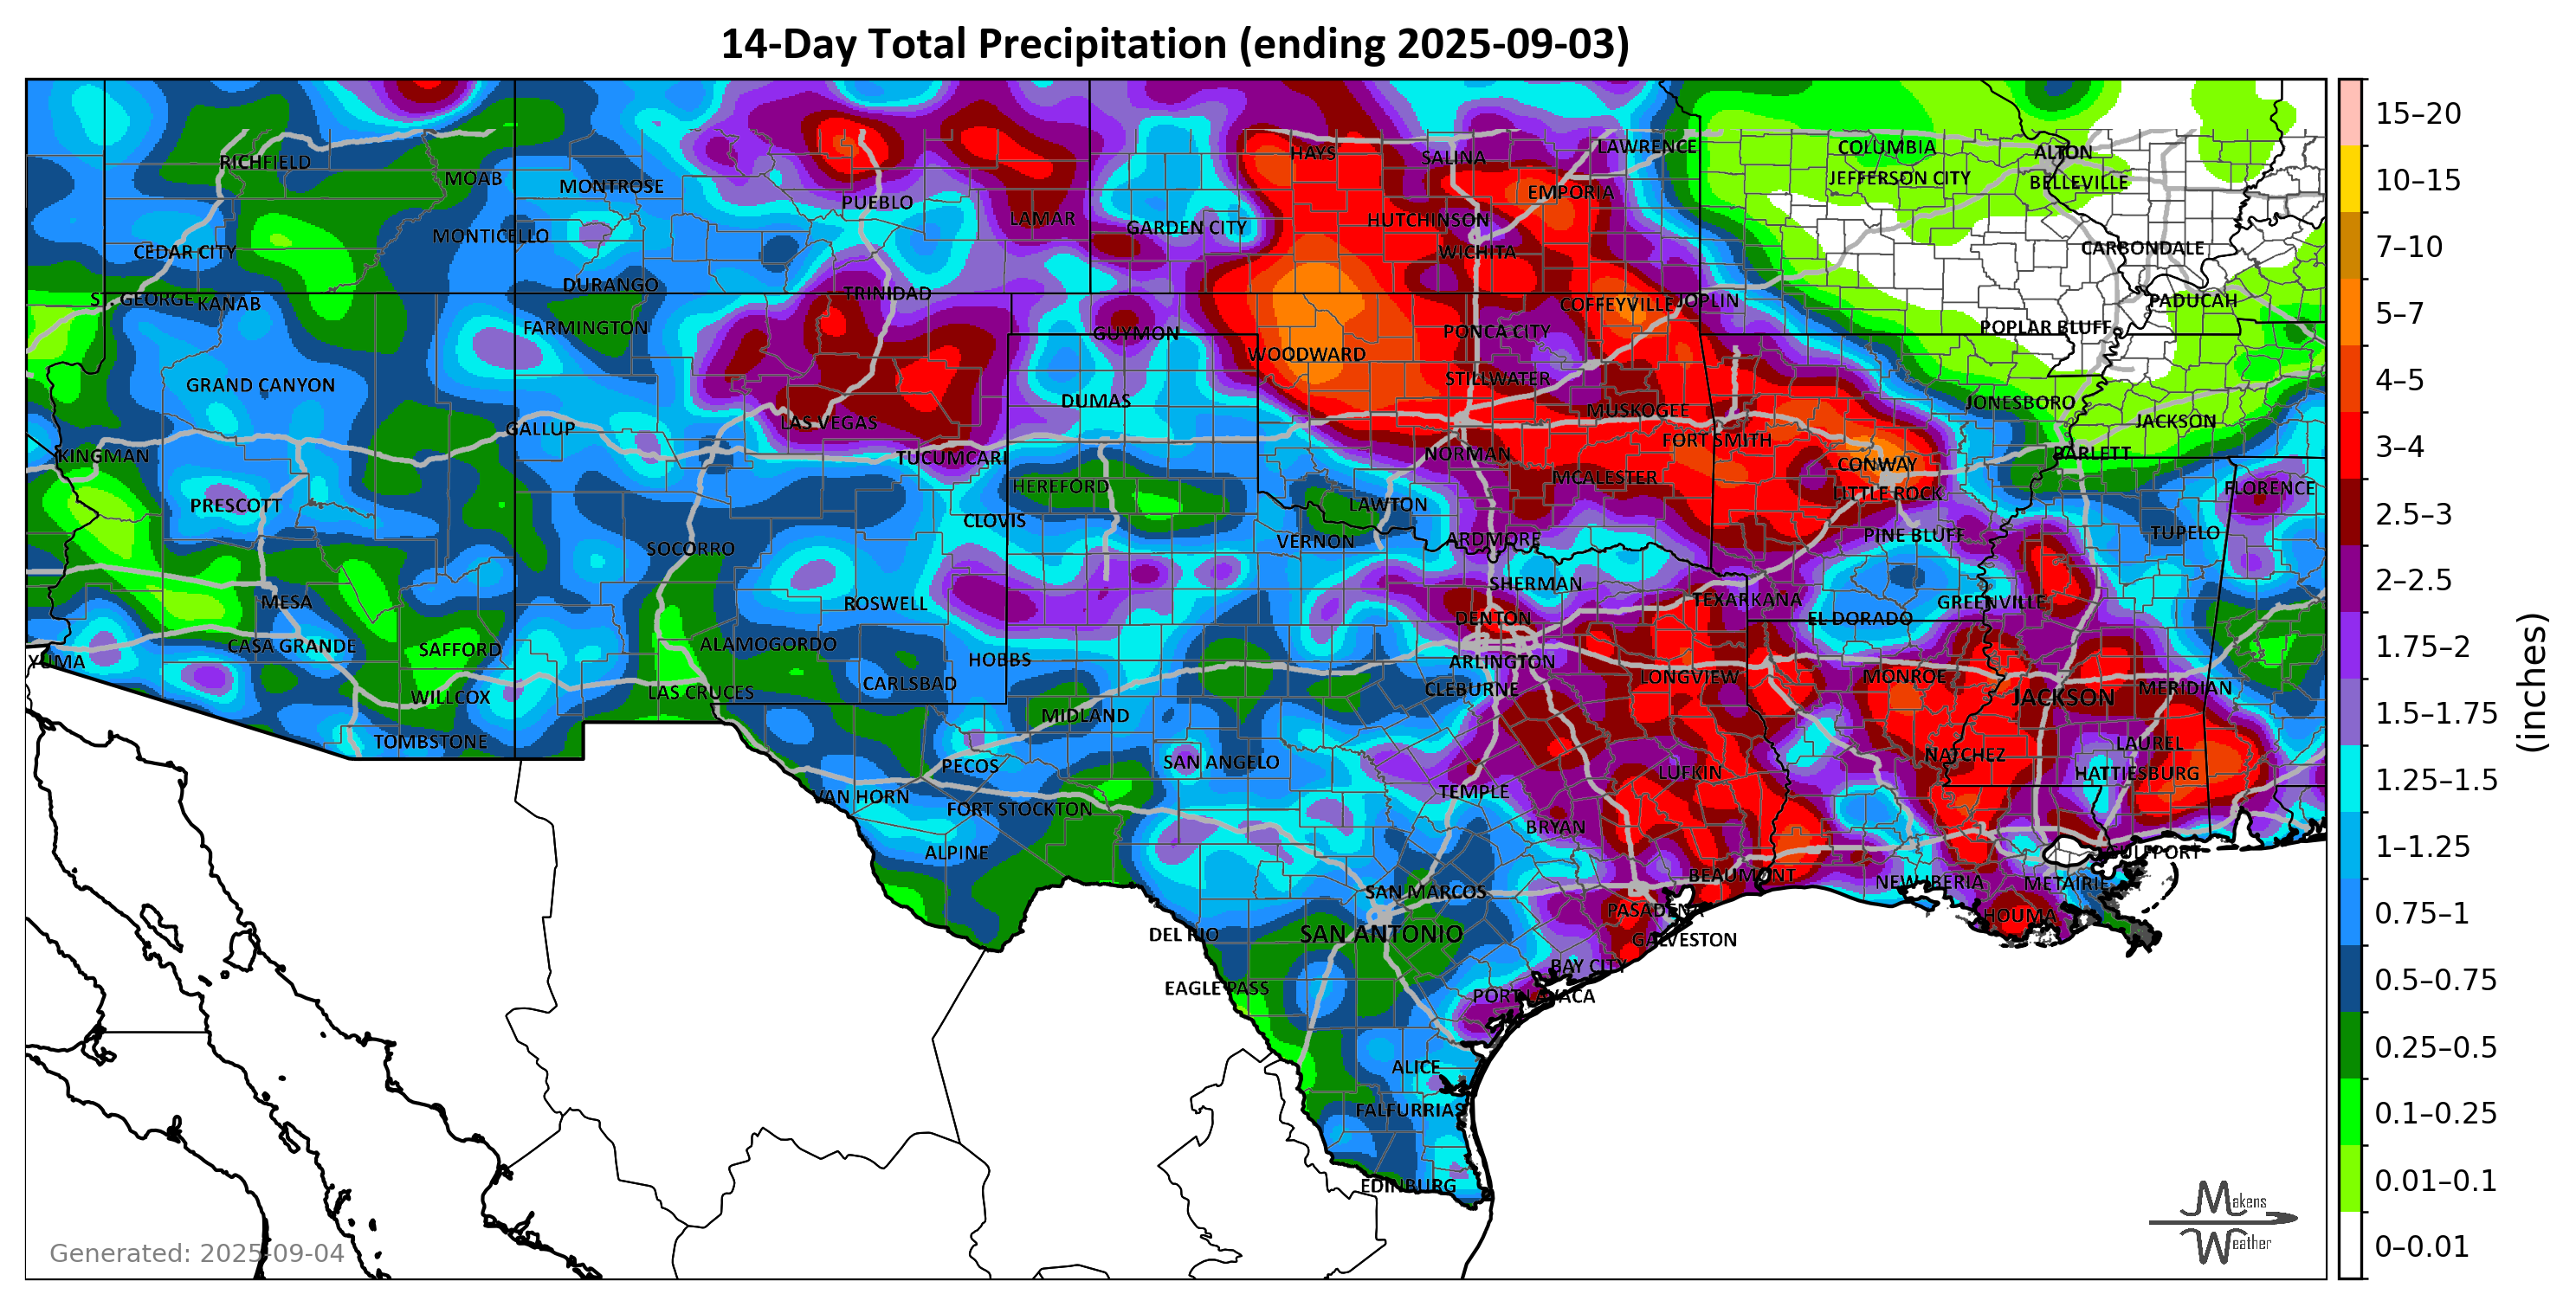 14-Day Total Precipitation (ending 2025-09-03)
RICHFIELD
MOAB
MONTROSE
PUEBLO
LAMAR
GARDEN CITY
HAYS
SALINA
LAWRENCE
EMPORIA
HUTCHINSON
WICHITA
COLUMBIA
JEFFERSON CITY
ALTON
BELLEVILLE
CARBONDALE
PADUCAH
POPLAR BLUFF
CEDAR CITY
MONTICELLO
DURANGO
TRINIDAD
COFFEYVILLE
JOPLIN
ST. GEORGE
KANAB
FARMINGTON
GUYMON
WOODWARD
PONCA CITY
STILLWATER
GRAND CANYON
DUMAS
MUSKOGEE
JONESBORO
JACKSON
KINGMAN
GALLUP
LAS VEGAS
TUCUMCARI
NORMAN
FORT SMITH
CONWAY
BARLETT
PRESCOTT
HEREFORD
LAWTON
MCALESTER
LITTLE ROCK
FLORENCE
SOCORRO
CLOVIS
VERNON
ARDMORE
PINE BLUFF
TUPELO
MESA
ROSWELL
SHERMAN
DENTON
TEXARKANA
EL DORADO
GREENVILLE
YUMA
CASA GRANDE
SAFFORD
ALAMOGORDO
HOBBS
ARLINGTON
CLEBURNE
LONGVIEW
MONROE
JACKSON
MERIDIAN
WILLCOX
LAS CRUCES
CARLSBAD
MIDLAND
TOMBSTONE
PECOS
SAN ANGELO
TEMPLE
LUFKIN
NATCHEZ
LAUREL
HATTIESBURG
VAN HORN
FORT STOCKTON
BRYAN
ALPINE
GULFPORT
SAN MARCOS
BEAUMONT
NEW IBERIA
METAIRIE
DEL RIO
SAN ANTONIO
PASADENA
GALVESTON
HOUMA
EAGLE PASS
BAY CITY
PORT LAVACA
ALICE
FALFURRIAS
EDINBURG
15–20
10–15
7–10
5–7
4–5
3–4
2.5–3
2–2.5
1.75–2
1.5–1.75
1.25–1.5
1–1.25
0.75–1
0.5–0.75
0.25–0.5
0.1–0.25
0.01–0.1
0–0.01
(inches)
Generated: 2025-09-04
Makens
Weather